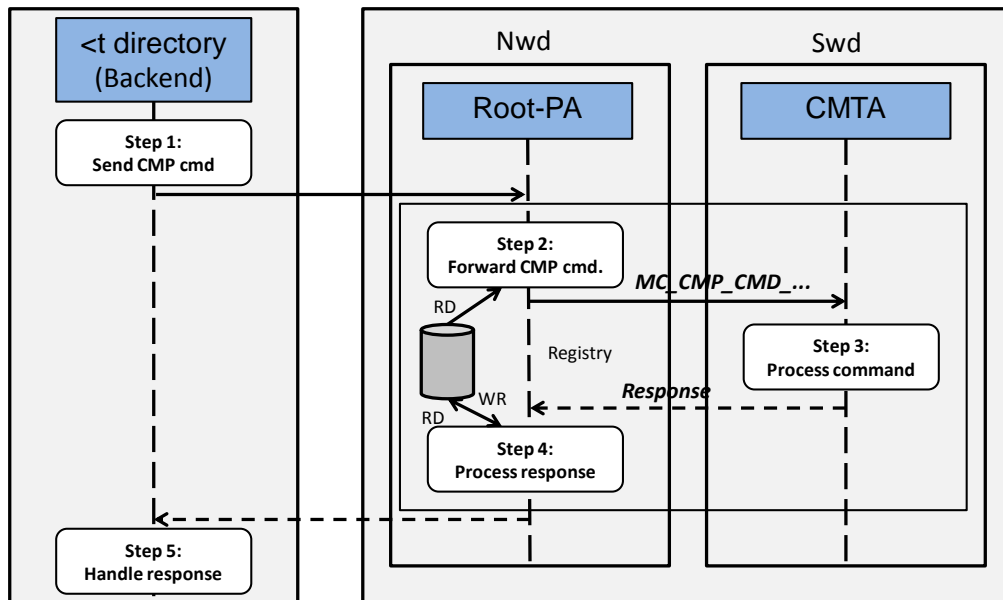 <t directory
(Backend)
Nwd
Swd
Root-PA
CMTA
Step 1:
Send CMP cmd
Step 2:
Forward CMP cmd.
MC_CMP_CMD_...
RD
Registry
Step 3:
Process command
WR
RD
Response
Step 4:
Process response
Step 5:
Handle response